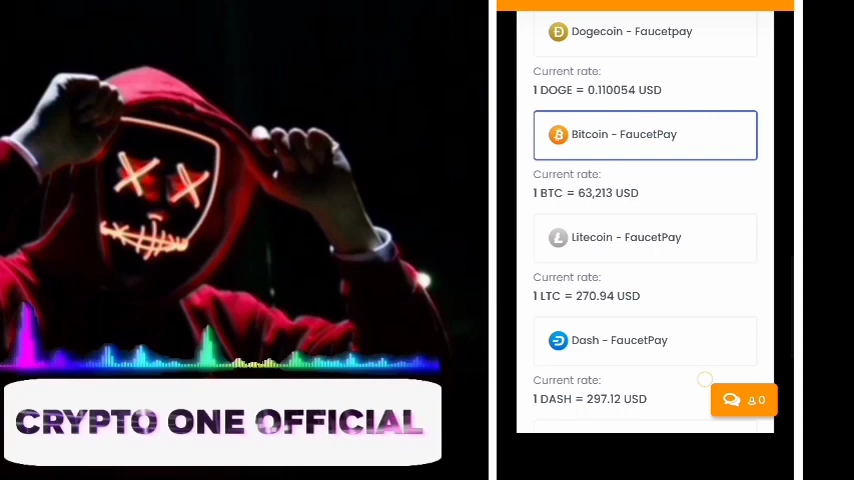 CRYPTO ONE OFFICIAL
Dogecoin - Faucetpay
Current rate:
1 DOGE = 0.110054 USD
Bitcoin - FaucetPay
Current rate:
1 BTC = 63,213 USD
Litecoin - FaucetPay
Current rate:
1 LTC = 270.94 USD
Dash - FaucetPay
Current rate:
1 DASH = 297.12 USD
0